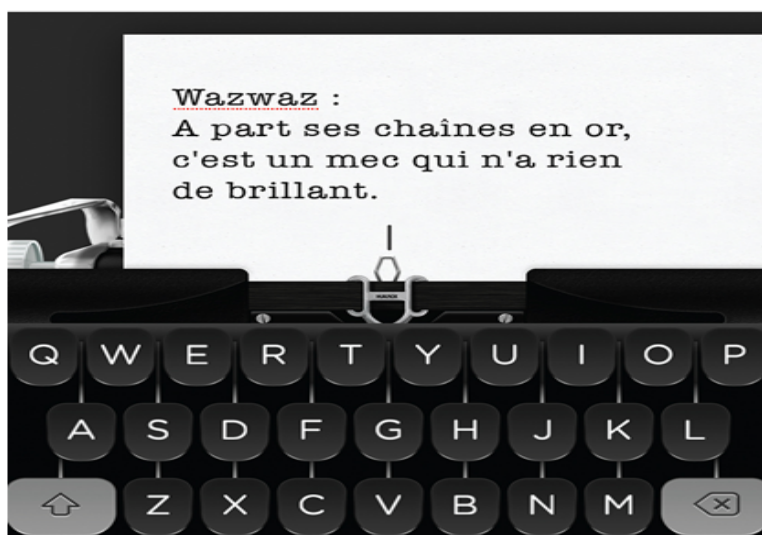 Wazwaz :
A part ses chaînes en or,
c'est un mec qui n'a rien
de brillant.
Q W E R T Y U I O P
A S D F G H J K L
Z X C V B N M